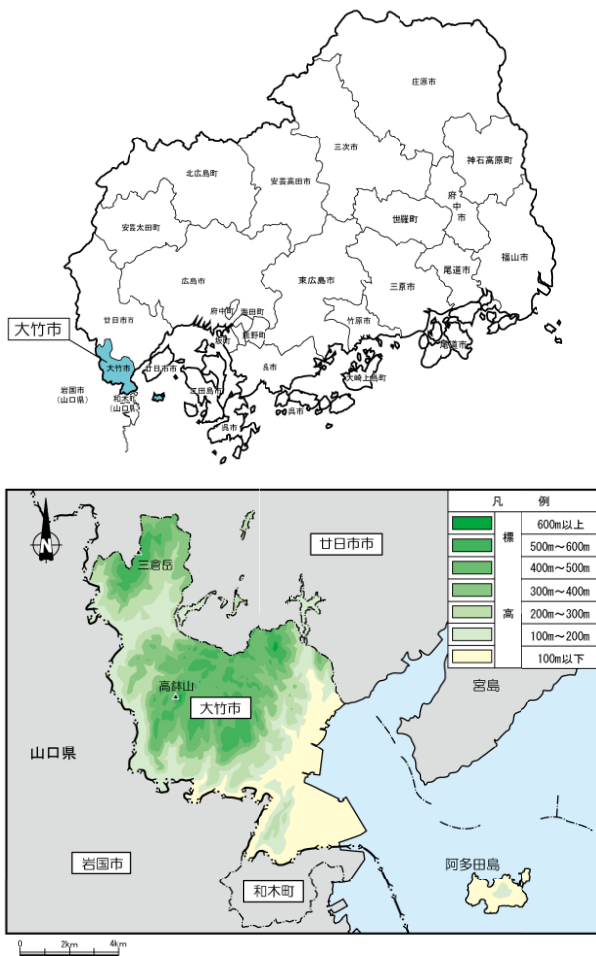 庄原市
三次市
神石高原町
北広島町
安芸高田市
府中市
世羅町
安芸太田町
福山市
広島市
東広島市
三原市
尾道市
府中町
海田町
廿日市市
竹原市
熊野町
坂町
大竹市
尾道市
大竹市
廿日市市
呉市
大崎上島町
岩国市
(山口県)
和木町
(山口県)
江田島市
呉市
呉市
凡 例
標高
600m以上
500m～600m
400m～500m
300m～400m
200m～300m
100m～200m
100m以下
N
廿日市市
三倉岳
宮島
高鉢山
大竹市
山口県
岩国市
和木町
阿多田島
0 2km 4km